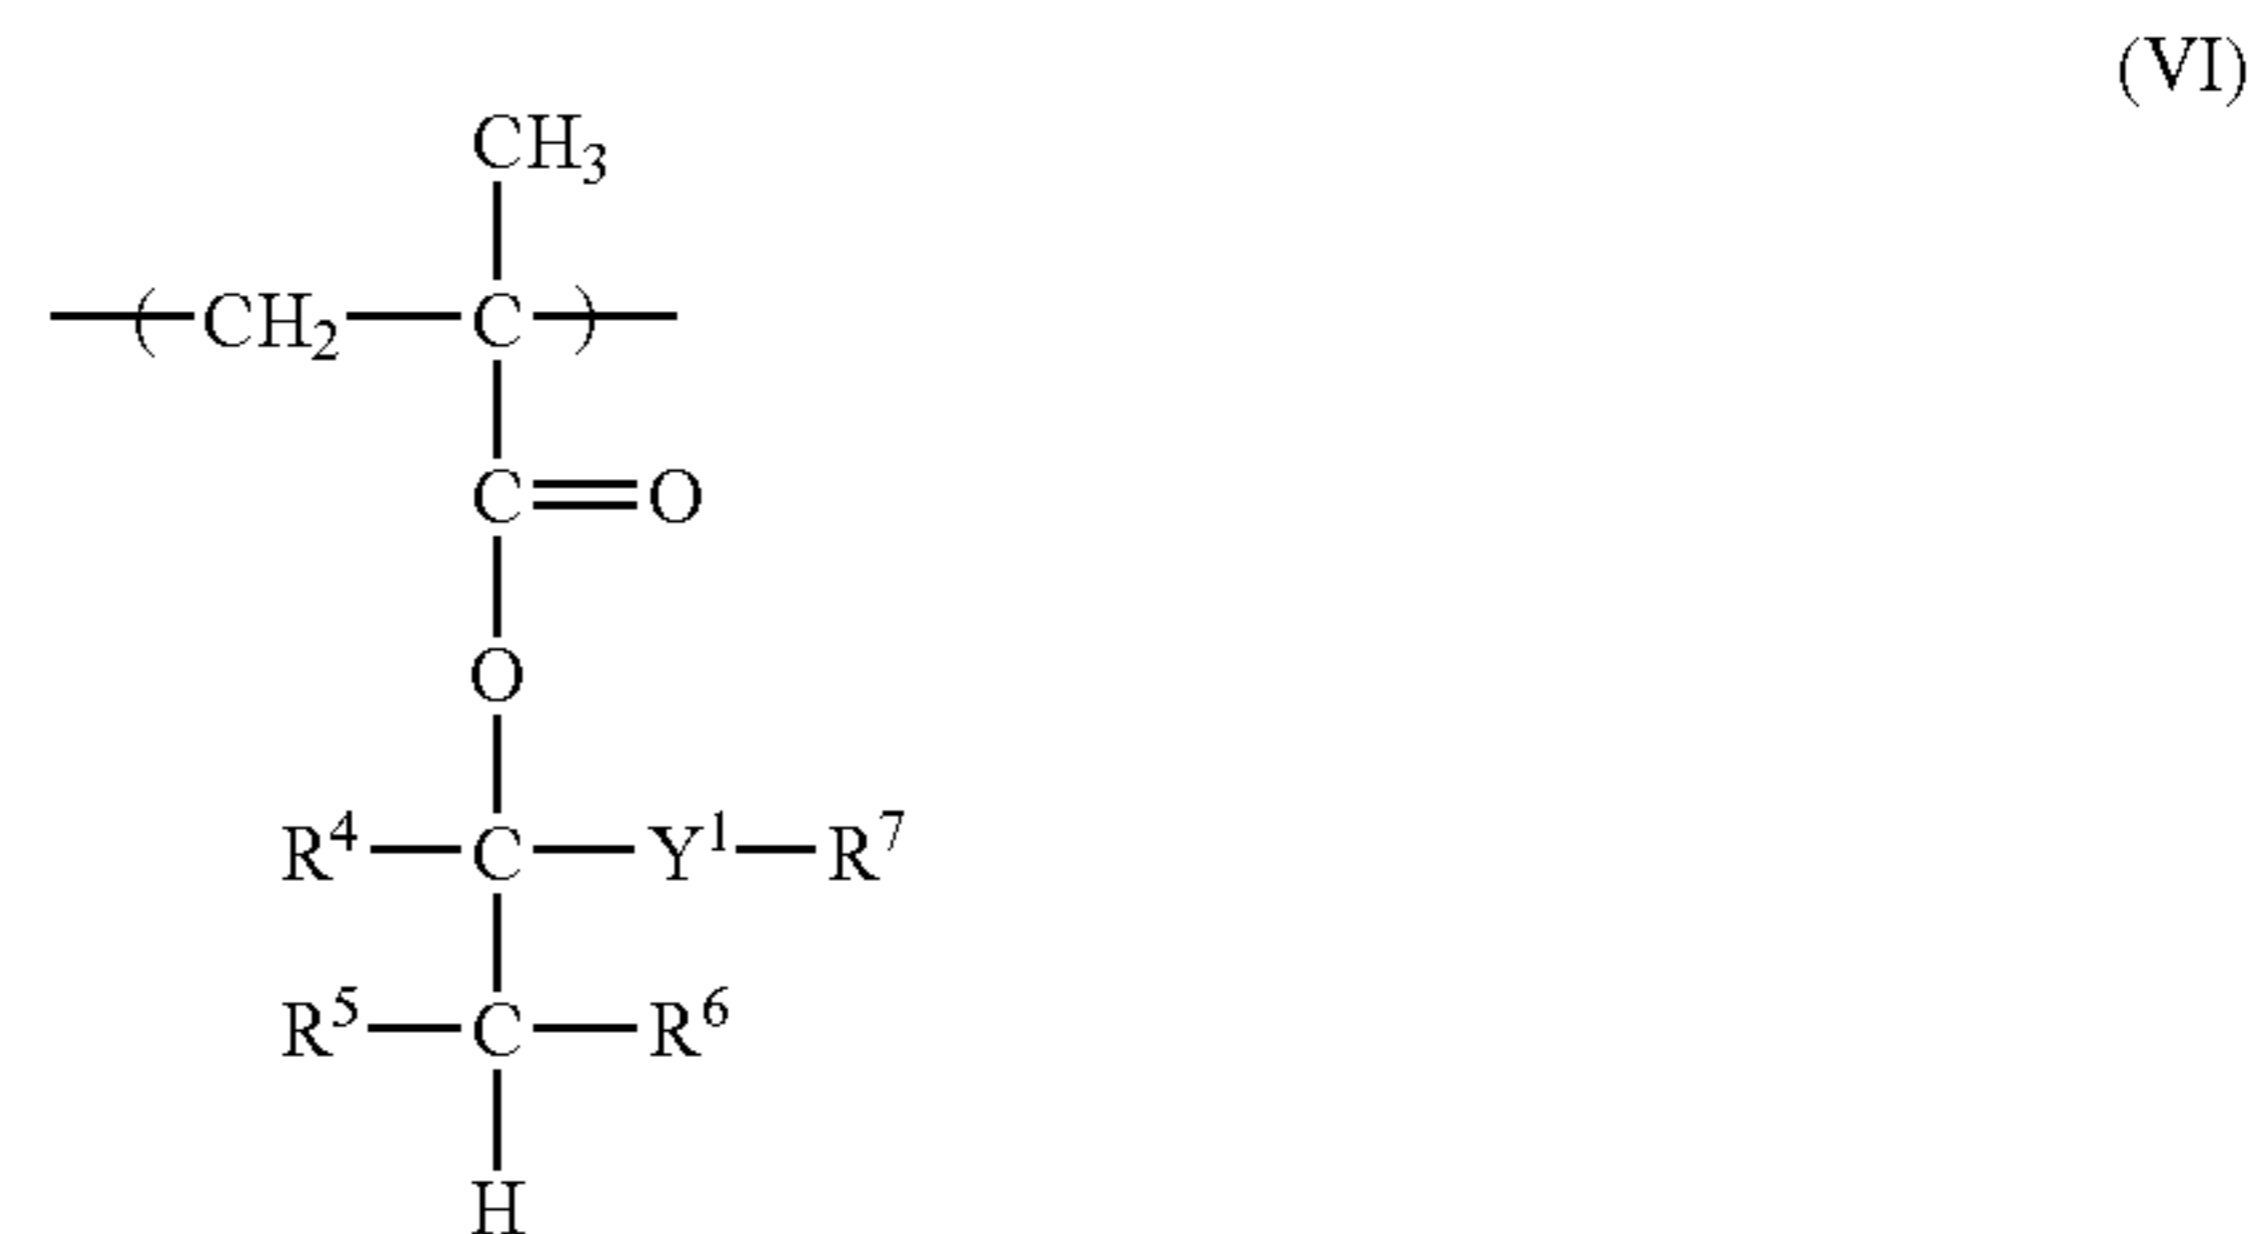 (VI)
CH₃
—(CH₂—C)—
C=O
O
R⁴—C—Y¹—R⁷
R⁵—C—R⁶
H